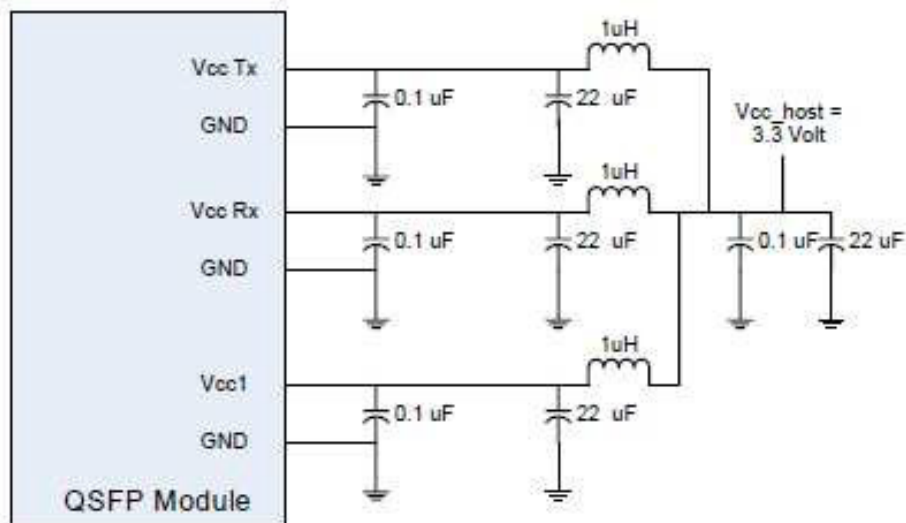 1uH
Vcc Tx
0.1 uF
22 uF
Vcc_host =
3.3 Volt
GND
1uH
Vcc Rx
0.1 uF
22 uF
0.1 uF
22 uF
GND
1uH
Vcc1
0.1 uF
22 uF
GND
QSFP Module